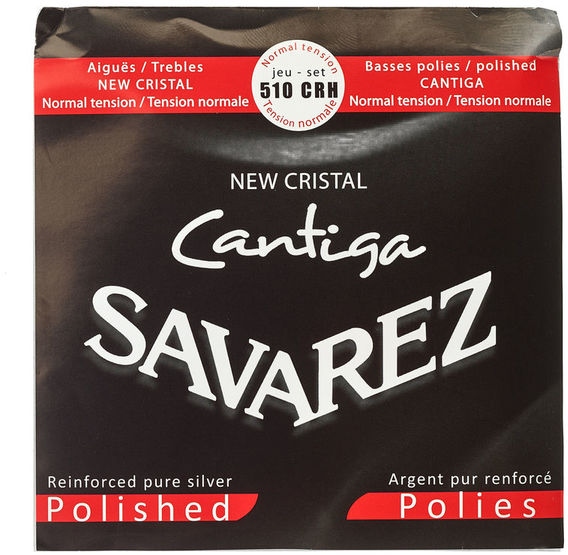 Aiguës / Trebles
NEW CRISTAL
Normal tension / Tension normale
Normal tension
jeu - set
510 CRH
Tension normale
Basses polies / polished
CANTIGA
Normal tension / Tension normale
NEW CRISTAL
Cantiga
SAVAREZ
Reinforced pure silver
Polished
Argent pur renforcé
Polies